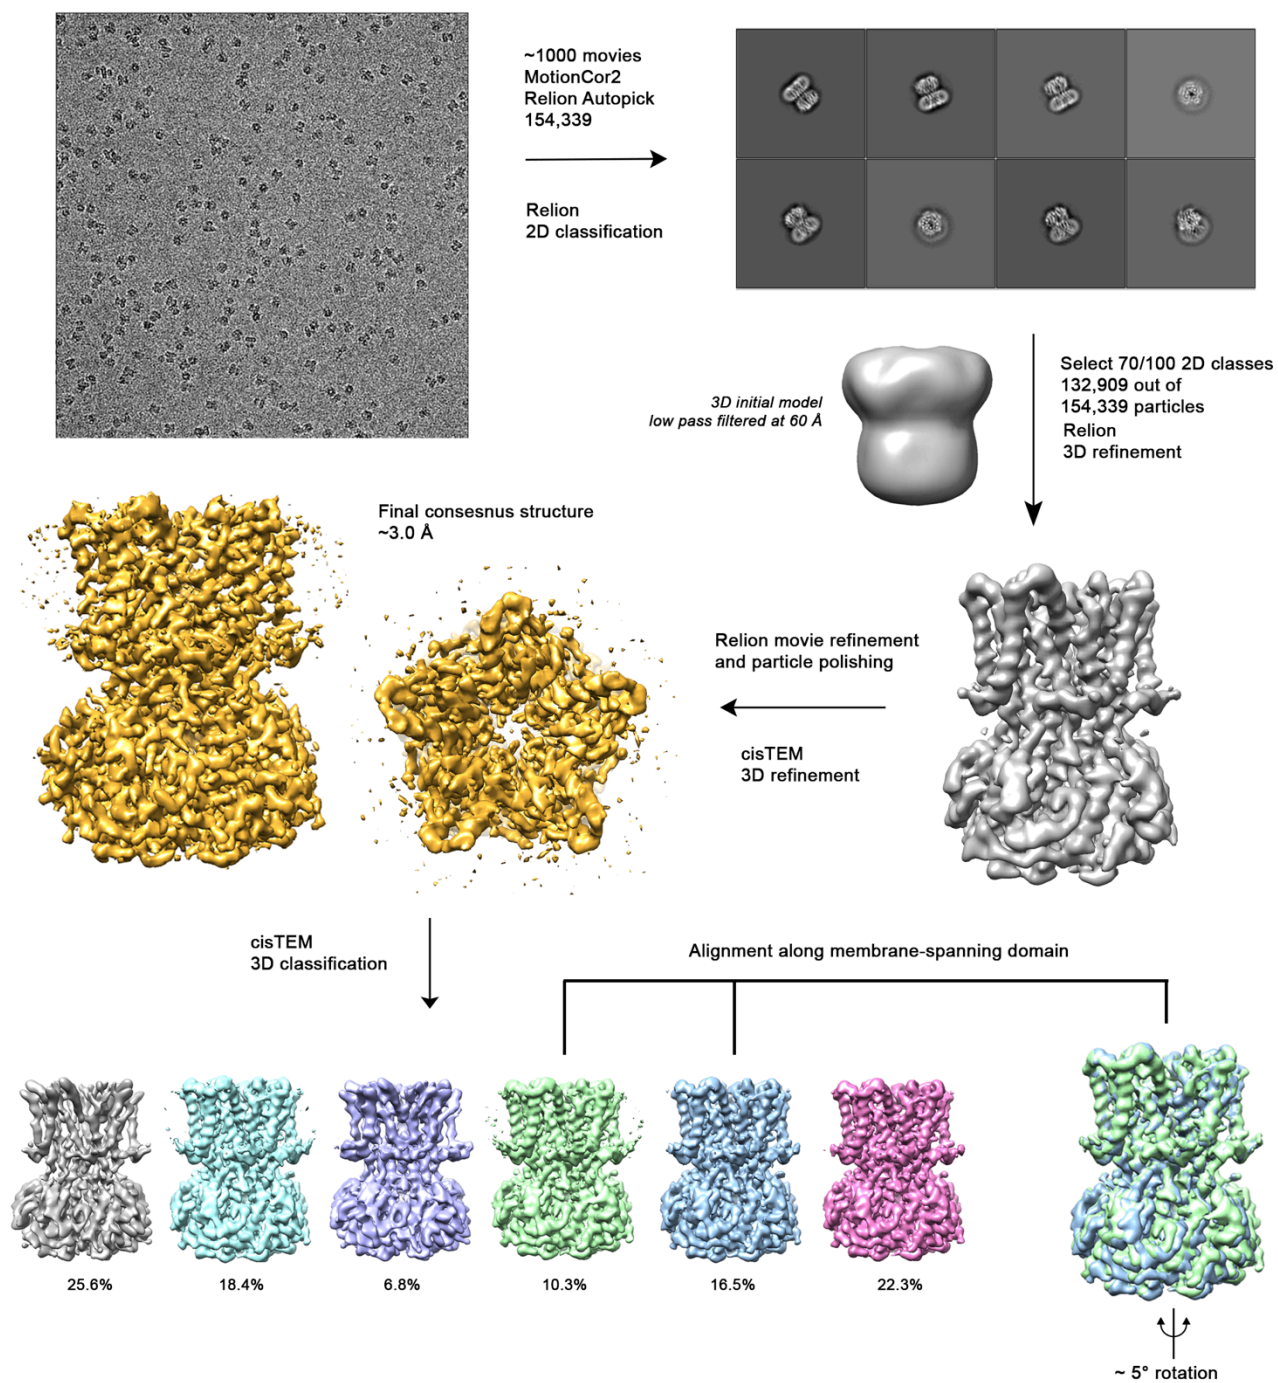 ~1000 movies
MotionCor2
Relion Autopick
154,339
Relion
2D classification
3D initial model
low pass filtered at 60 Å
Select 70/100 2D classes
132,909 out of
154,339 particles
Relion
3D refinement
Final consesnus structure
~3.0 Å
Relion movie refinement
and particle polishing
cisTEM
3D refinement
cisTEM
3D classification
Alignment along membrane-spanning domain
25.6%
18.4%
6.8%
10.3%
16.5%
22.3%
~ 5° rotation